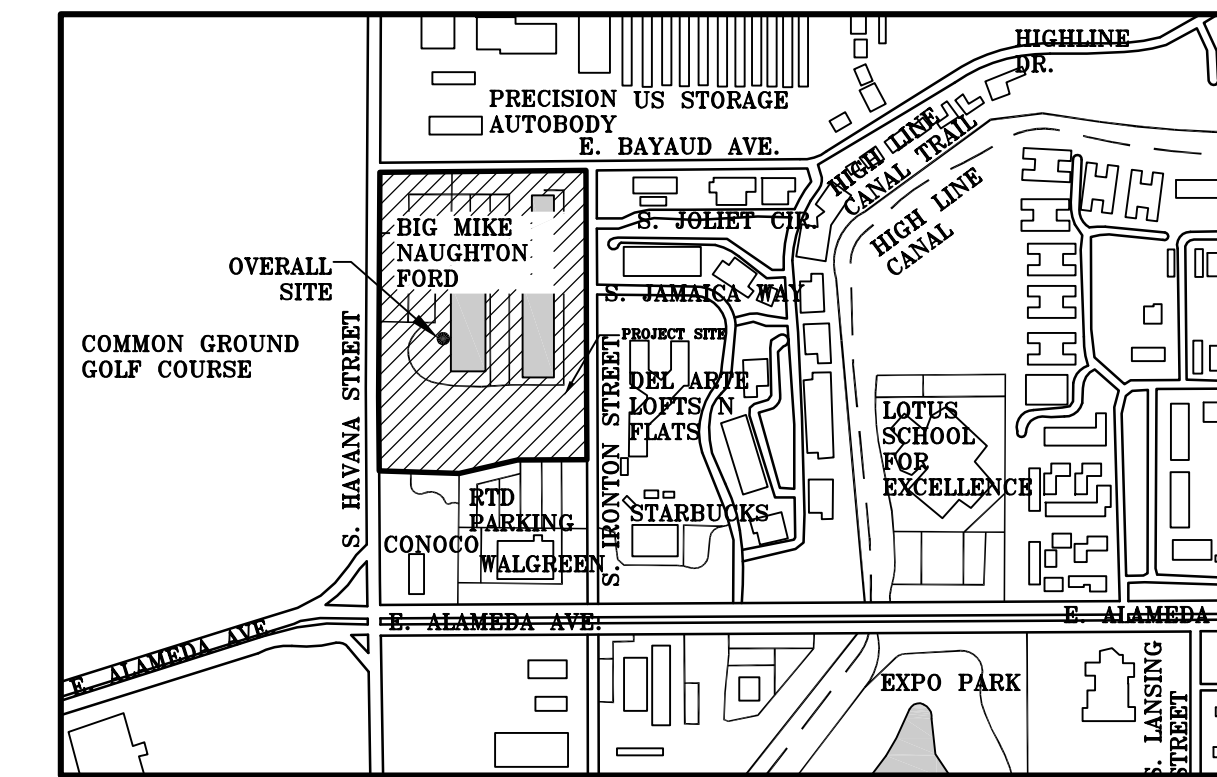 HIGHLINE
DR.
PRECISION
AUTOBODY
US STORAGE
E. BAYAUD AVE.
HIGH LINE
CANAL TRAIL
HIGH LINE
CANAL
S. JOLIET CIR.
BIG MIKE
NAUGHTON
FORD
OVERALL
SITE
S. JAMAICA WAY
PROJECT SITE
COMMON GROUND
GOLF COURSE
S. HAVANA STREET
S. IRONTON STREET
DEL ARTE
LOFTS N
FLATS
LOTUS
SCHOOL
FOR
EXCELLENCE
RTD
PARKING
STARBUCKS
CONOCO
WALGREEN
E. ALAMEDA AVE.
E. ALAMEDA
E. ALAMEDA AVE
EXPO PARK
S. LANSING
STREET